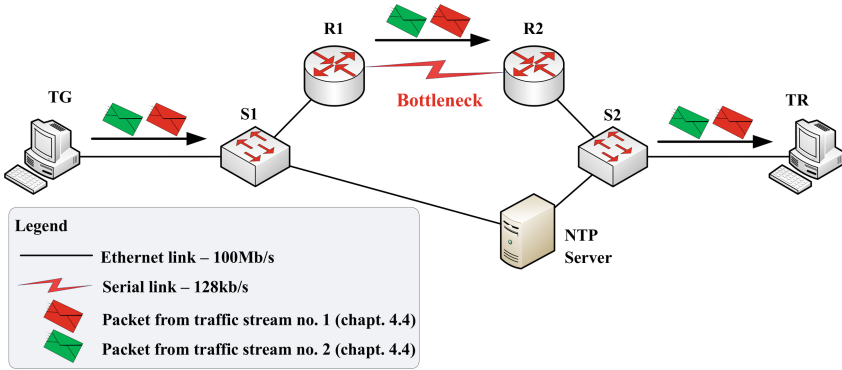 R1
R2
Bottleneck
TG
S1
S2
TR
NTP
Server
Legend
Ethernet link – 100Mb/s
Serial link – 128kb/s
Packet from traffic stream no. 1 (chapt. 4.4)
Packet from traffic stream no. 2 (chapt. 4.4)